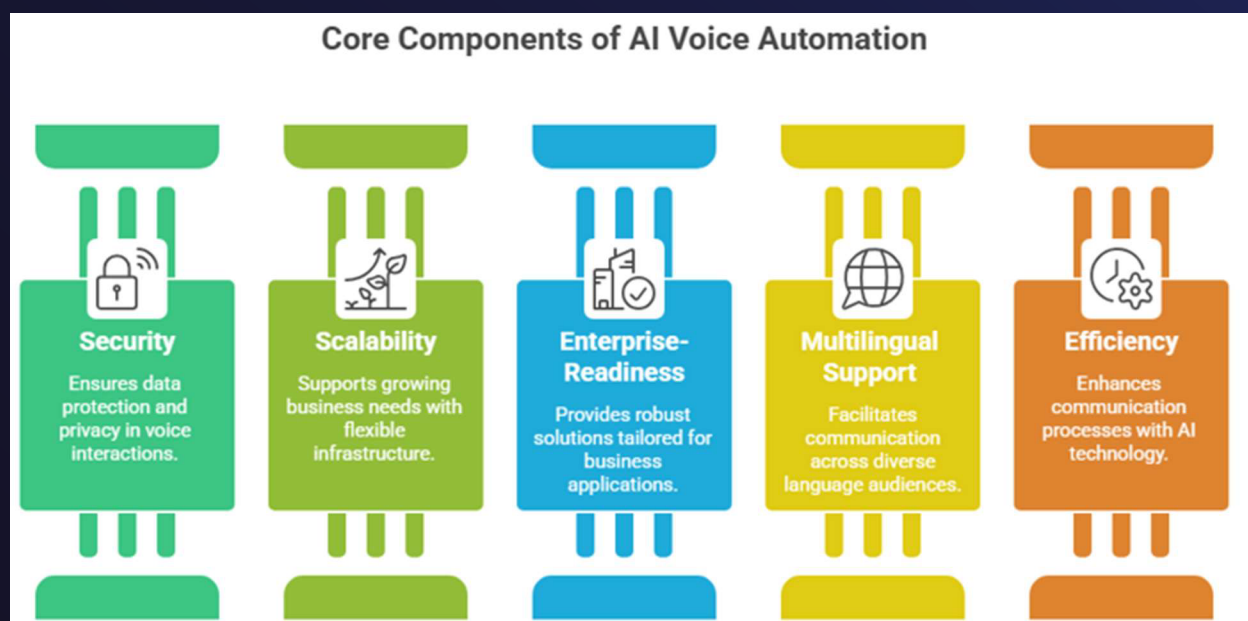 Core Components of AI Voice Automation
Security
Ensures data
protection and
privacy in voice
interactions.
Scalability
Supports growing
business needs with
flexible
infrastructure.
Enterprise-
Readiness
Provides robust
solutions tailored for
business
applications.
Multilingual
Support
Facilitates
communication
across diverse
language audiences.
Efficiency
Enhances
communication
processes with AI
technology.